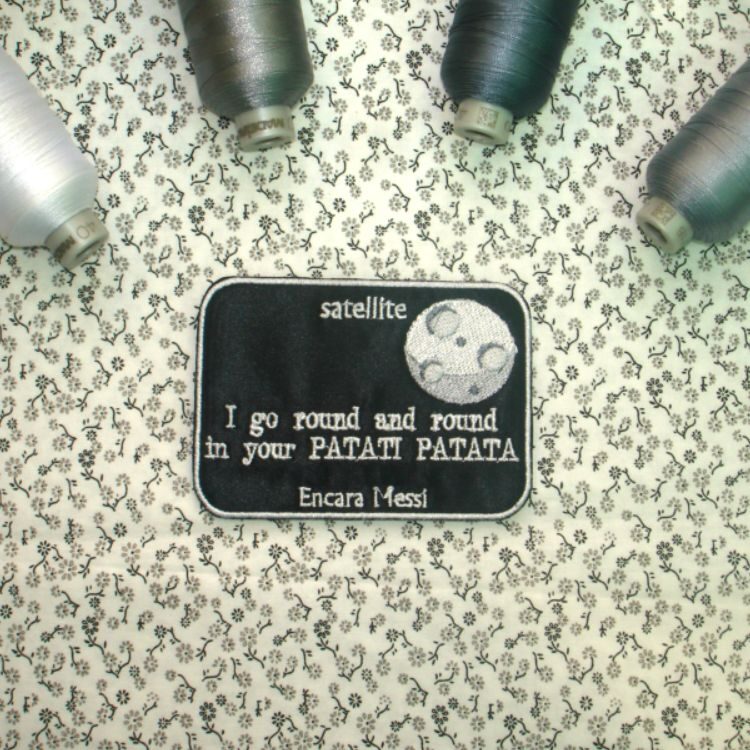 satellite
I go round and round
in your PATATI PATATA
Encara Messi